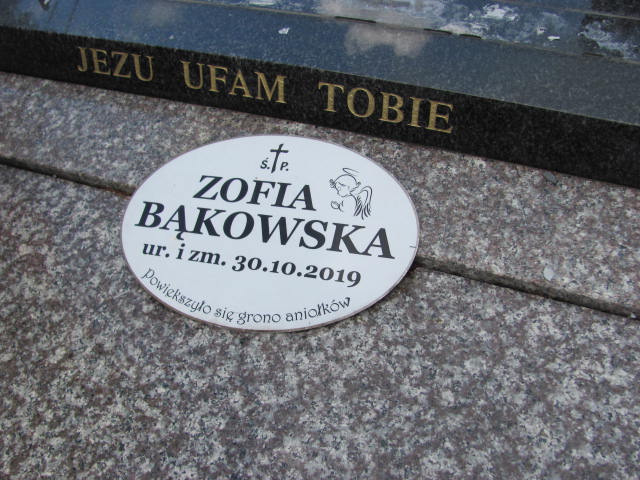 JEZU UFAM TOBIE
Ś. P.
ZOFIA
BĄKOWSKA
ur. i zm. 30.10.2019
Powiększyło się grono aniołków